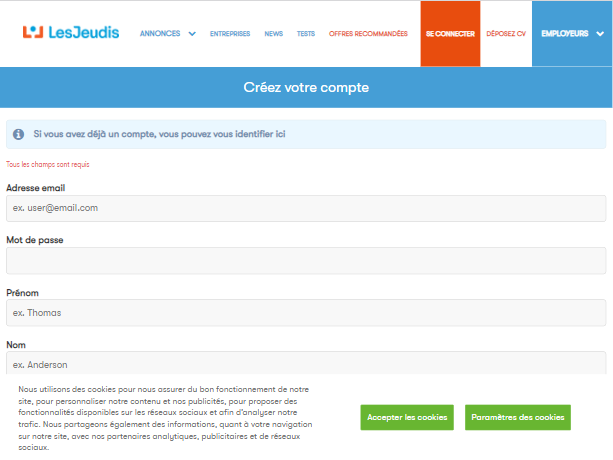 LesJeudis ANNONCES ENTREPRISES NEWS TESTS OFFRES RECOMMANDÉES SE CONNECTER DÉPOSEZ CV EMPLOYEURS
Créez votre compte
Si vous avez déjà un compte, vous pouvez vous identifier ici
Tous les champs sont requis
Adresse email
ex. user@email.com
Mot de passe
Prénom
ex. Thomas
Nom
ex. Anderson
Nous utilisons des cookies pour nous assurer du bon fonctionnement de notre
site, pour personnaliser notre contenu et nos publicités, pour proposer des
fonctionnalités disponibles sur les réseaux sociaux et afin d'analyser notre
trafic. Nous partageons également des informations, quant à votre navigation
sur notre site, avec nos partenaires analytiques, publicitaires et de réseaux
sociaux.
Accepter les cookies Paramètres des cookies